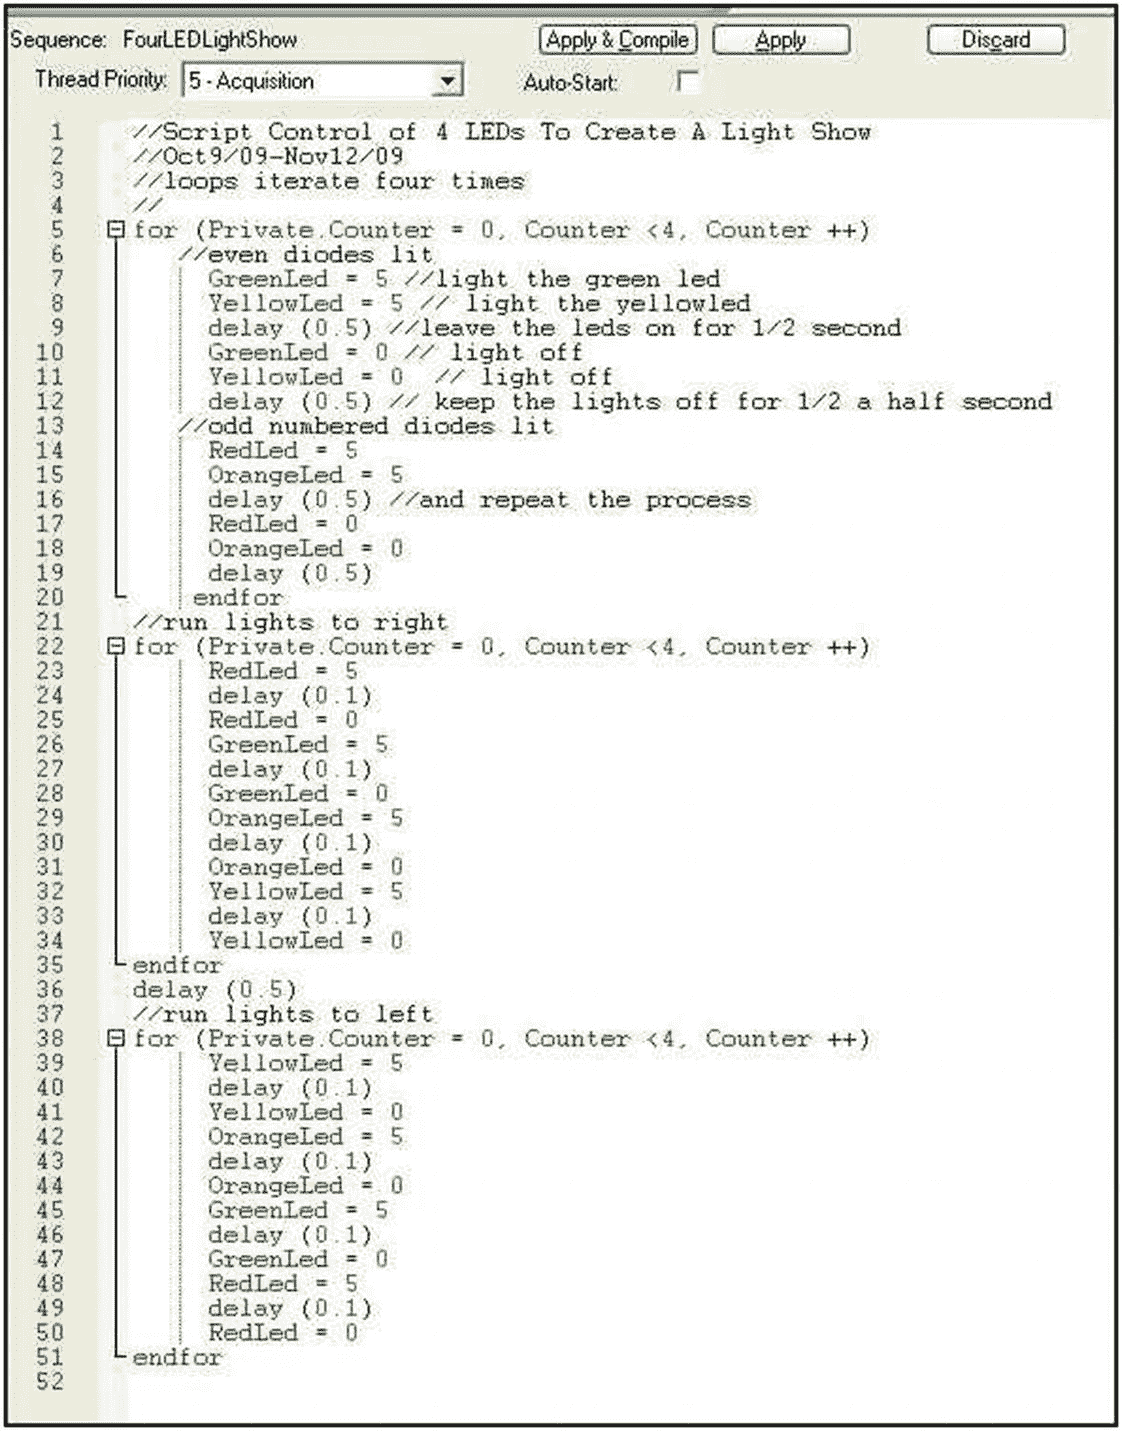 Sequence: FourLEDLightShow Apply & Compile Apply Discard
Thread Priority: 5 - Acquisition Auto-Start:
1 //Script Control of 4 LEDs To Create A Light Show
2 //Oct9/09-Nov12/09
3 //loops iterate four times
4 //
5 for (Private.Counter = 0, Counter <4, Counter ++)
6 //even diodes lit
7 GreenLed = 5 //light the green led
8 YellowLed = 5 // light the yellowled
9 delay (0.5) //leave the leds on for 1/2 second
10 GreenLed = 0 // light off
11 YellowLed = 0 // light off
12 delay (0.5) // keep the lights off for 1/2 a half second
13 //odd numbered diodes lit
14 RedLed = 5
15 OrangeLed = 5
16 delay (0.5) //and repeat the process
17 RedLed = 0
18 OrangeLed = 0
19 delay (0.5)
20 endfor
21 //run lights to right
22 for (Private.Counter = 0, Counter <4, Counter ++)
23 RedLed = 5
24 delay (0.1)
25 RedLed = 0
26 GreenLed = 5
27 delay (0.1)
28 GreenLed = 0
29 OrangeLed = 5
30 delay (0.1)
31 OrangeLed = 0
32 YellowLed = 5
33 delay (0.1)
34 YellowLed = 0
35 endfor
36 delay (0.5)
37 //run lights to left
38 for (Private.Counter = 0, Counter <4, Counter ++)
39 YellowLed = 5
40 delay (0.1)
41 YellowLed = 0
42 OrangeLed = 5
43 delay (0.1)
44 OrangeLed = 0
45 GreenLed = 5
46 delay (0.1)
47 GreenLed = 0
48 RedLed = 5
49 delay (0.1)
50 RedLed = 0
51 endfor
52